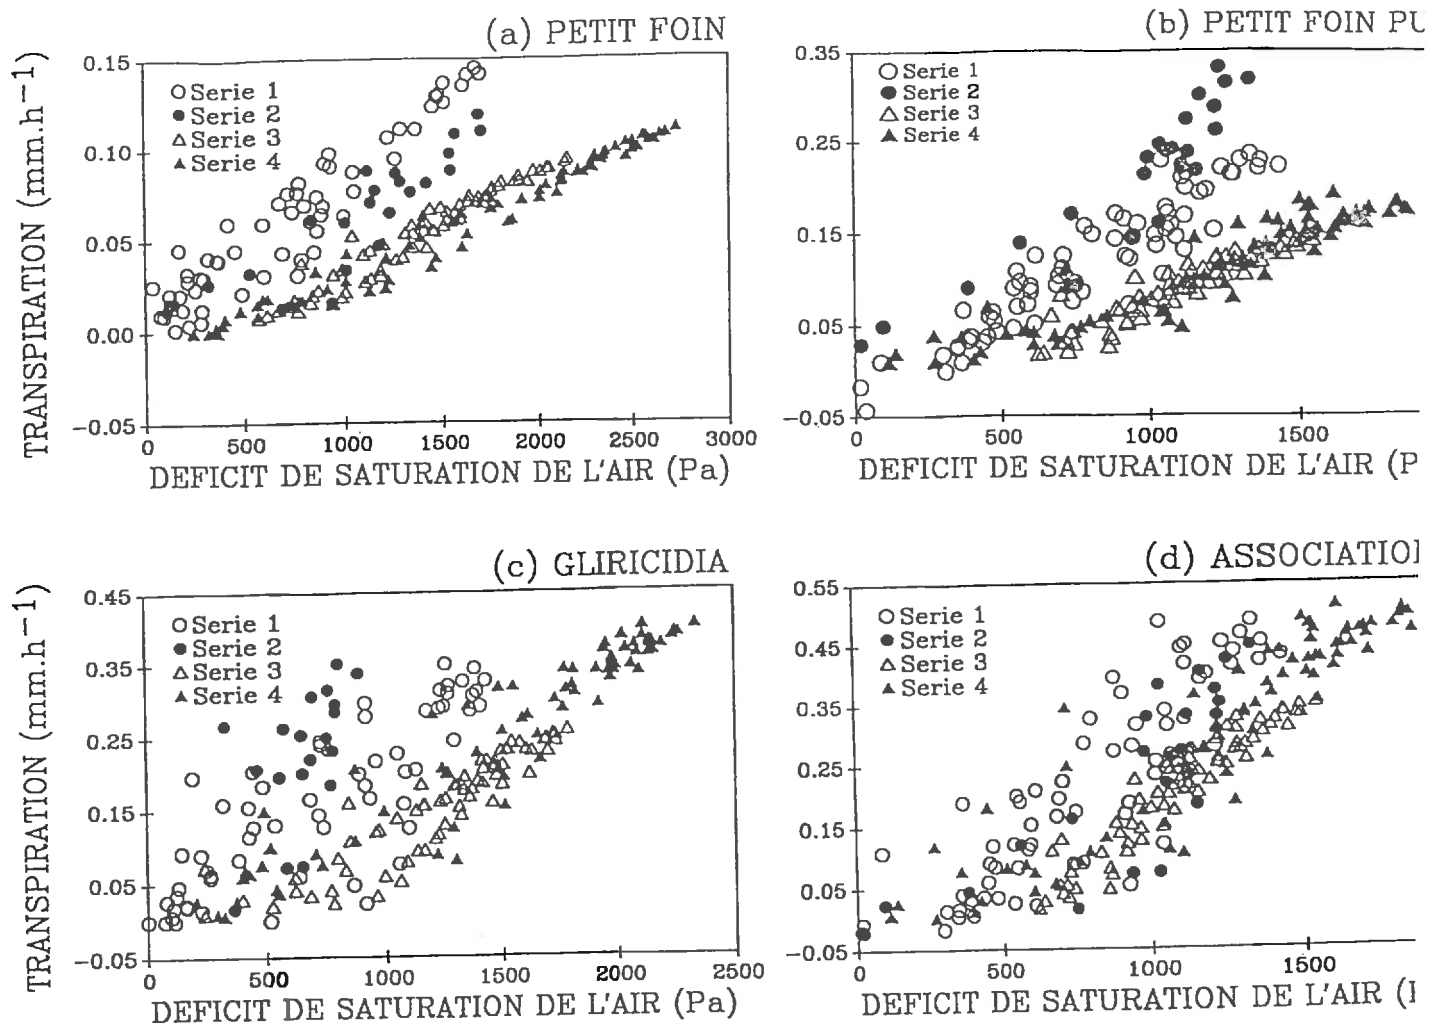 (a) PETIT FOIN
TRANSPIRATION (mm.h−1)
0.15
0.10
0.05
0.00
−0.05
○ Serie 1
● Serie 2
△ Serie 3
▲ Serie 4
0 500 1000 1500 2000 2500 3000
DEFICIT DE SATURATION DE L'AIR (Pa)
(b) PETIT FOIN PU
0.35
0.25
0.15
0.05
−0.05
○ Serie 1
● Serie 2
△ Serie 3
▲ Serie 4
0 500 1000 1500
DEFICIT DE SATURATION DE L'AIR (P
(c) GLIRICIDIA
TRANSPIRATION (mm.h−1)
0.45
0.35
0.25
0.15
0.05
−0.05
○ Serie 1
● Serie 2
△ Serie 3
▲ Serie 4
0 500 1000 1500 2000 2500
DEFICIT DE SATURATION DE L'AIR (Pa)
(d) ASSOCIATIO
0.55
0.45
0.35
0.25
0.15
0.05
−0.05
○ Serie 1
● Serie 2
△ Serie 3
▲ Serie 4
0 500 1000 1500
DEFICIT DE SATURATION DE L'AIR (